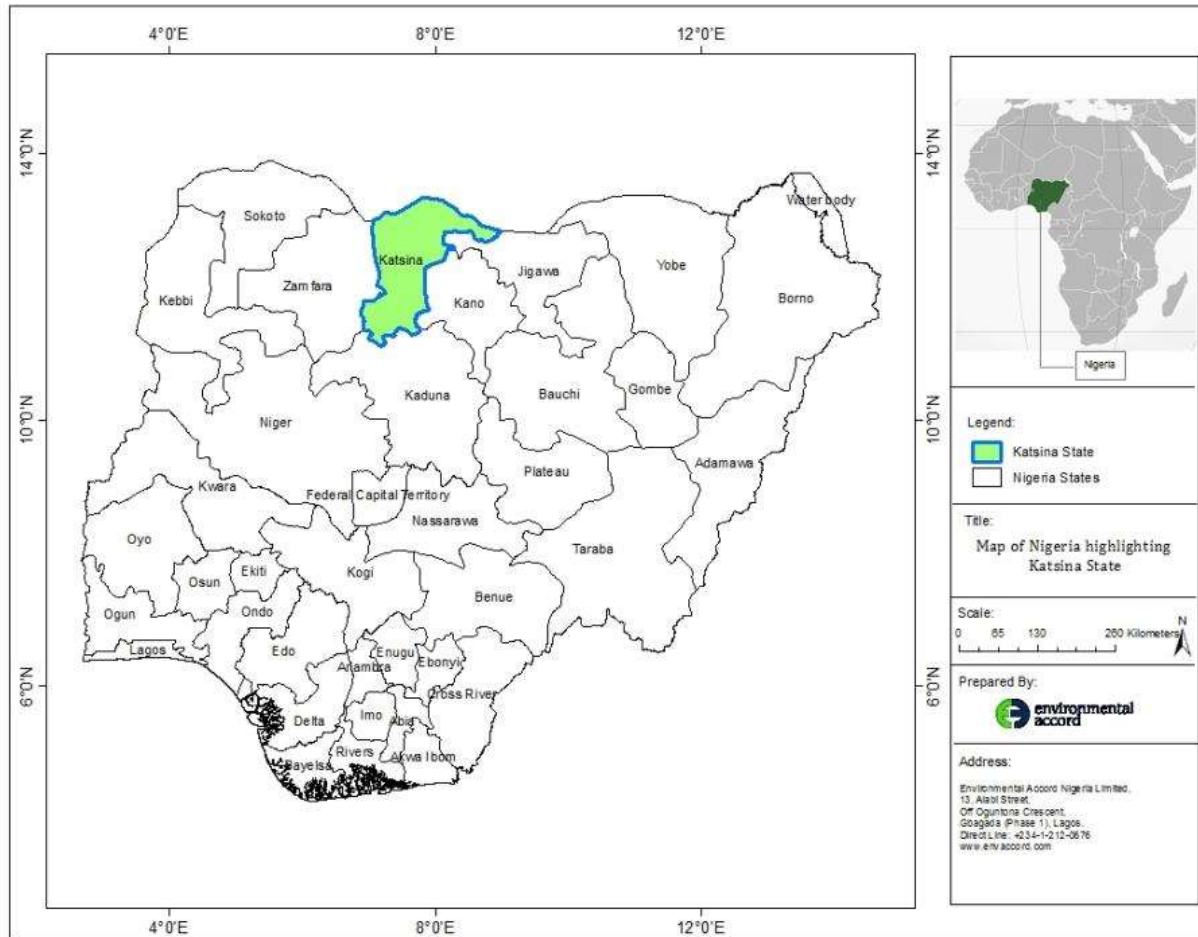 4°0'E
8°0'E
12°0'E
14°0'N
14°0'N
10°0'N
10°0'N
6°0'N
6°0'N
4°0'E
8°0'E
12°0'E
Sokoto
Kebbi
Zamfara
Katsina
Kano
Jigawa
Yobe
Borno
Water body
Niger
Kaduna
Bauchi
Gombe
Adamawa
Plateau
Kwara
Federal Capital Territory
Nassarawa
Taraba
Oyo
Osun
Ekiti
Kogi
Benue
Ogun
Ondo
Lagos
Edo
Anambra
Enugu
Ebonyi
Cross River
Delta
Imo
Abia
Bayelsa
Rivers
Akwa Ibom
Nigeria
Legend:
Katsina State
Nigeria States
Title:
Map of Nigeria highlighting
Katsina State
Scale:
N
0 65 130 260 Kilometers
Prepared By:
environmental
accord
Address:
Environmental Accord Nigeria Limited,
13, Alabi Street,
Off Oguntona Crescent,
Gbagada (Phase 1), Lagos.
Direct Line: +234-1-212-0676
www.envaccord.com